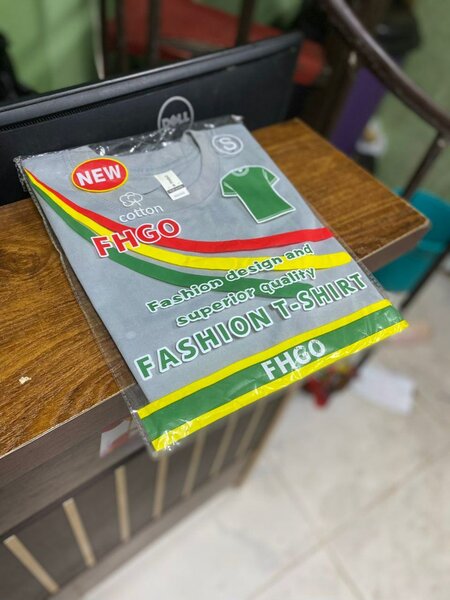 DELL
S
NEW
cotton
FHGO
Fashion design and
superior quality
FASHION T-SHIRT
FHGO